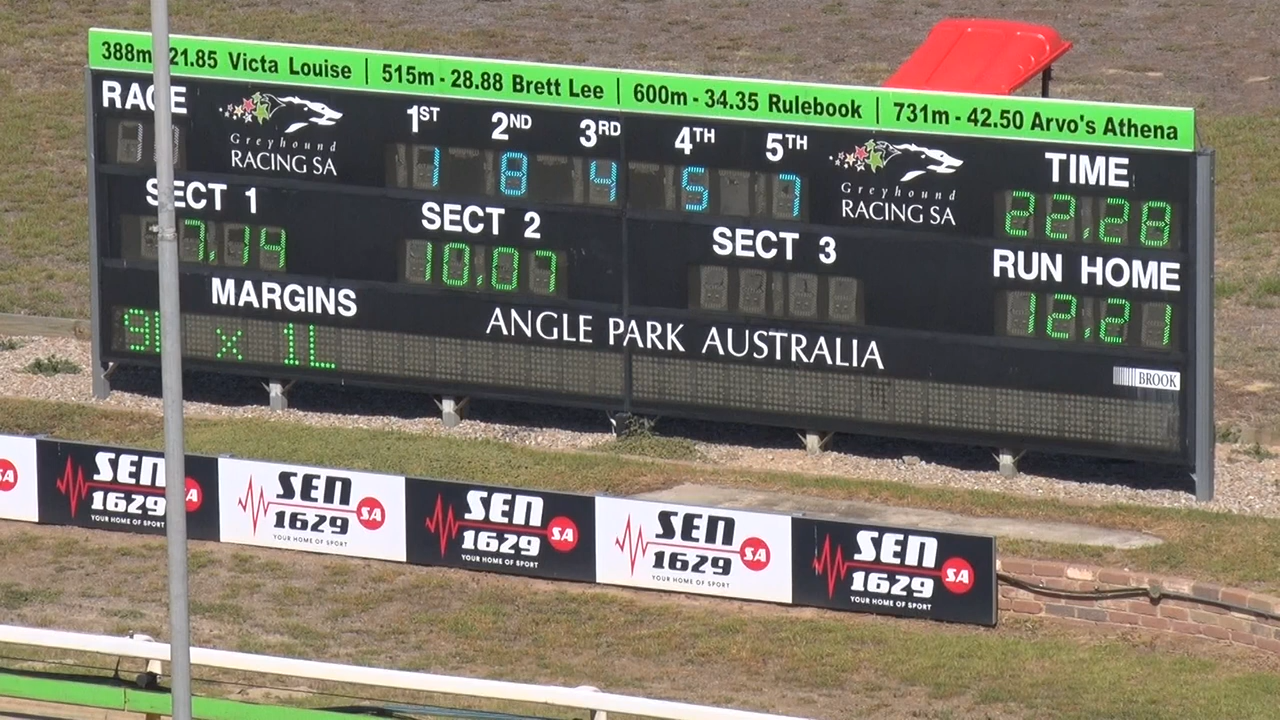 388m 21.85 Victa Louise | 515m - 28.88 Brett Lee | 600m - 34.35 Rulebook | 731m - 42.50 Arvo's Athena
RACE
Greyhound
RACING SA
1ST 2ND 3RD 4TH 5TH
1 8 4 5 7
Greyhound
RACING SA
TIME
22.28
SECT 1
7.14
SECT 2
10.07
SECT 3
RUN HOME
12.21
MARGINS
x 1L
ANGLE PARK AUSTRALIA
BROOK
SA
SEN
1629 SA
YOUR HOME OF SPORT
SEN
1629 SA
YOUR HOME OF SPORT
SEN
1629 SA
YOUR HOME OF SPORT
SEN
1629 SA
YOUR HOME OF SPORT
SEN
1629 SA
YOUR HOME OF SPORT